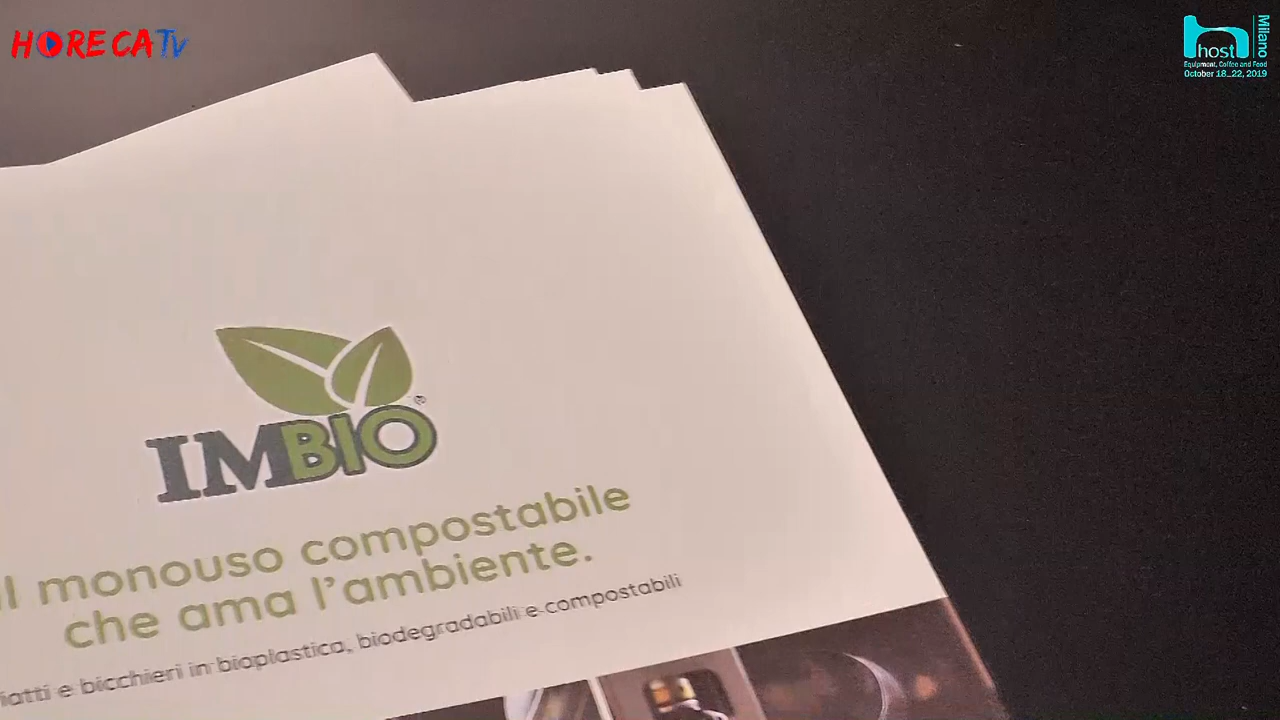 HORECATV
host
Milano
Equipment, Coffee and Food
October 18_22, 2019
IMBIO®
monouso compostabile
che ama l'ambiente.
e bicchieri in bioplastica, biodegradabili e compostabili